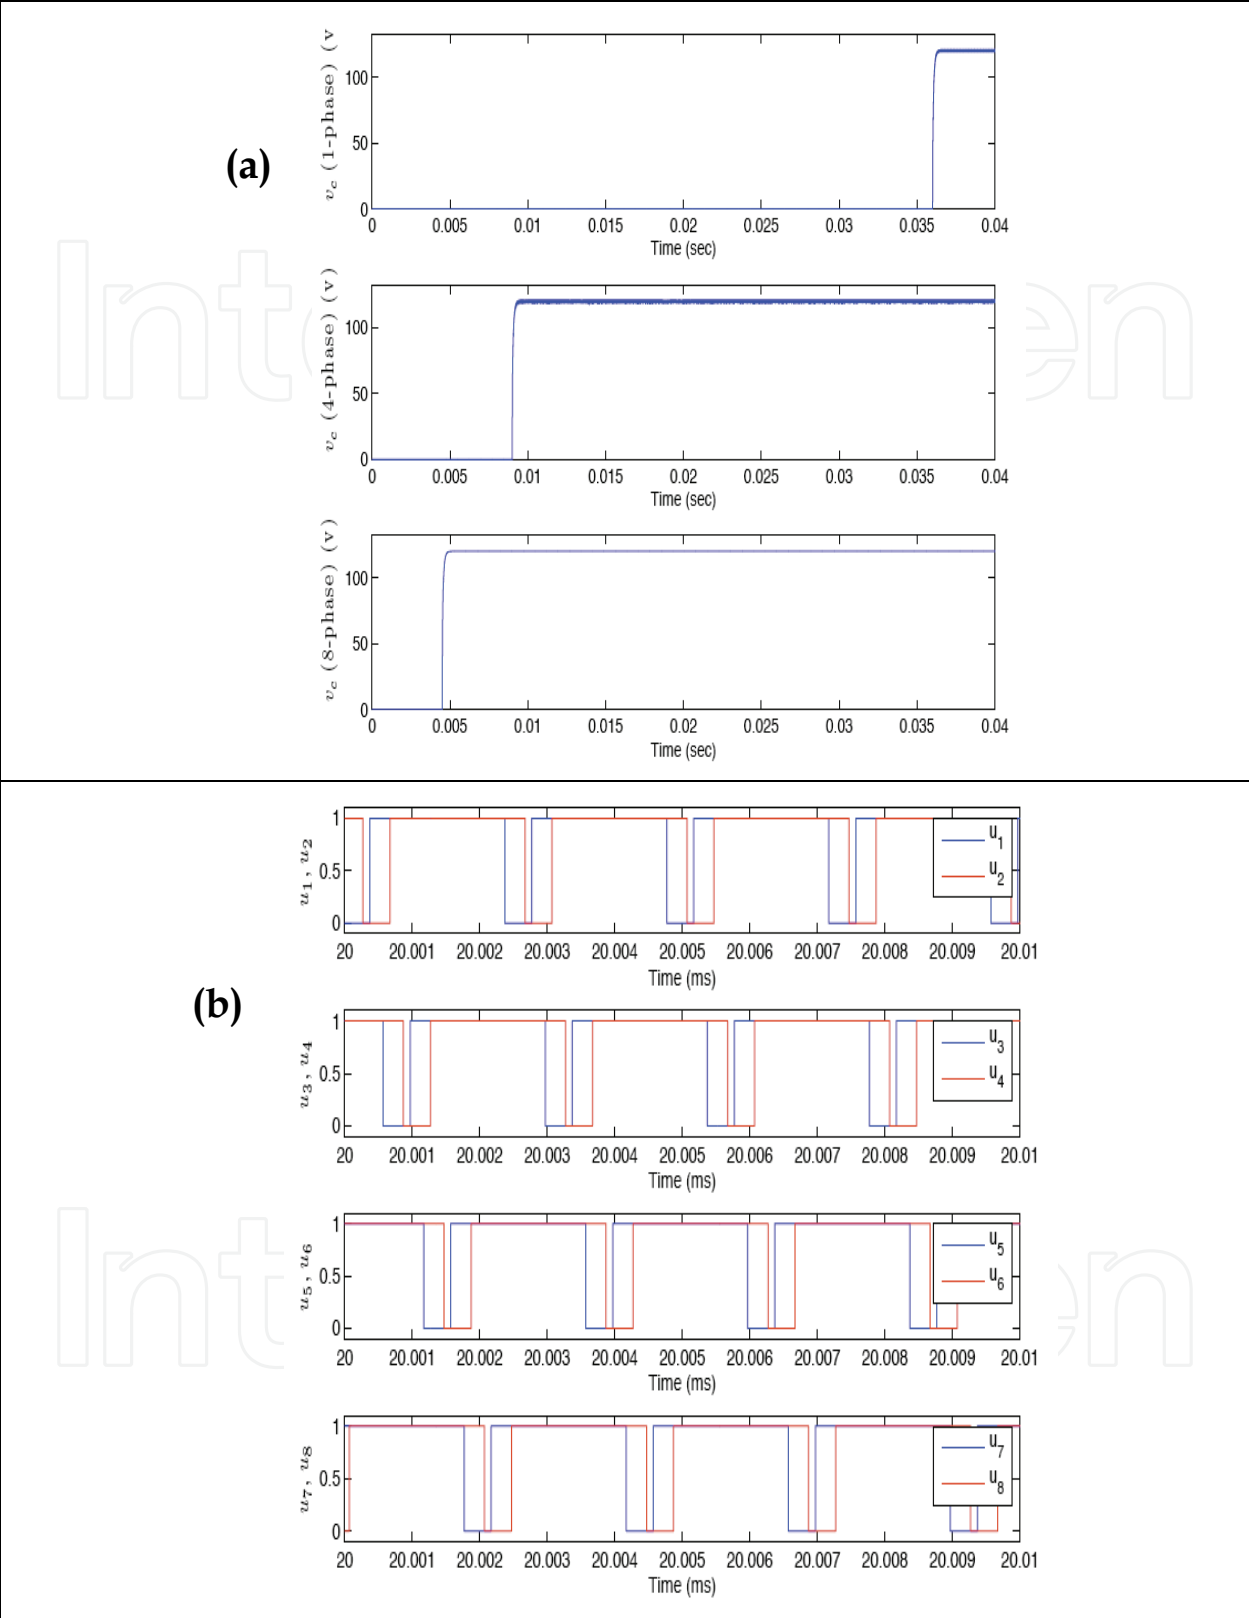 (a)
v_c (1-phase) (v
100
50
0
0 0.005 0.01 0.015 0.02 0.025 0.03 0.035 0.04
Time (sec)
v_c (4-phase) (v)
100
50
0
0 0.005 0.01 0.015 0.02 0.025 0.03 0.035 0.04
Time (sec)
v_c (8-phase) (v)
100
50
0
0 0.005 0.01 0.015 0.02 0.025 0.03 0.035 0.04
Time (sec)
(b)
u_1, u_2
1
0.5
0
u_1
u_2
20 20.001 20.002 20.003 20.004 20.005 20.006 20.007 20.008 20.009 20.01
Time (ms)
u_3, u_4
1
0.5
0
u_3
u_4
20 20.001 20.002 20.003 20.004 20.005 20.006 20.007 20.008 20.009 20.01
Time (ms)
u_5, u_6
1
0.5
0
u_5
u_6
20 20.001 20.002 20.003 20.004 20.005 20.006 20.007 20.008 20.009 20.01
Time (ms)
u_7, u_8
1
0.5
0
u_7
u_8
20 20.001 20.002 20.003 20.004 20.005 20.006 20.007 20.008 20.009 20.01
Time (ms)